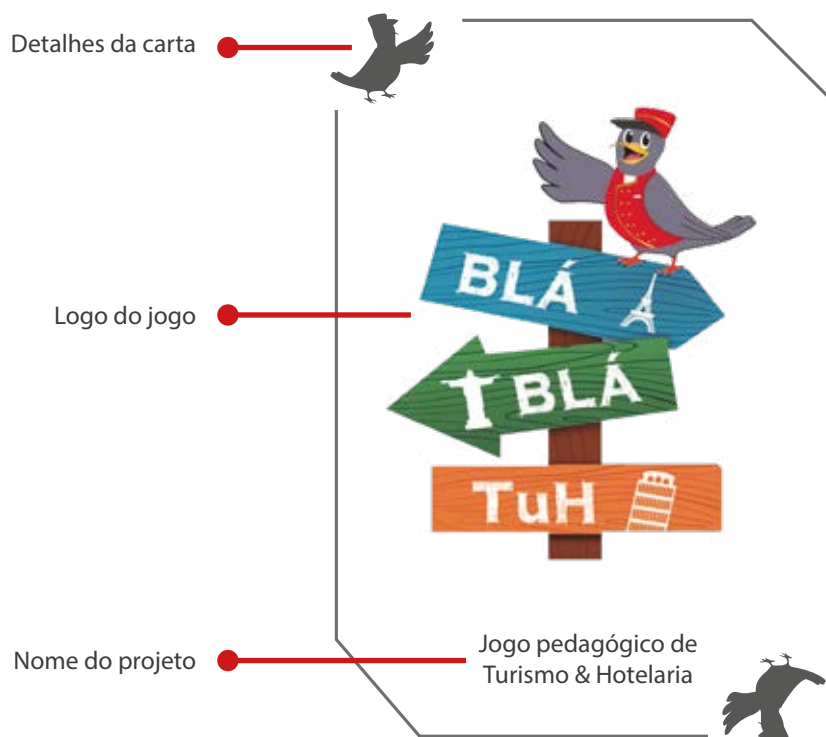 Detalhes da carta
Logo do jogo
BLÁ
BLÁ
TuH
Nome do projeto
Jogo pedagógico de
Turismo & Hotelaria